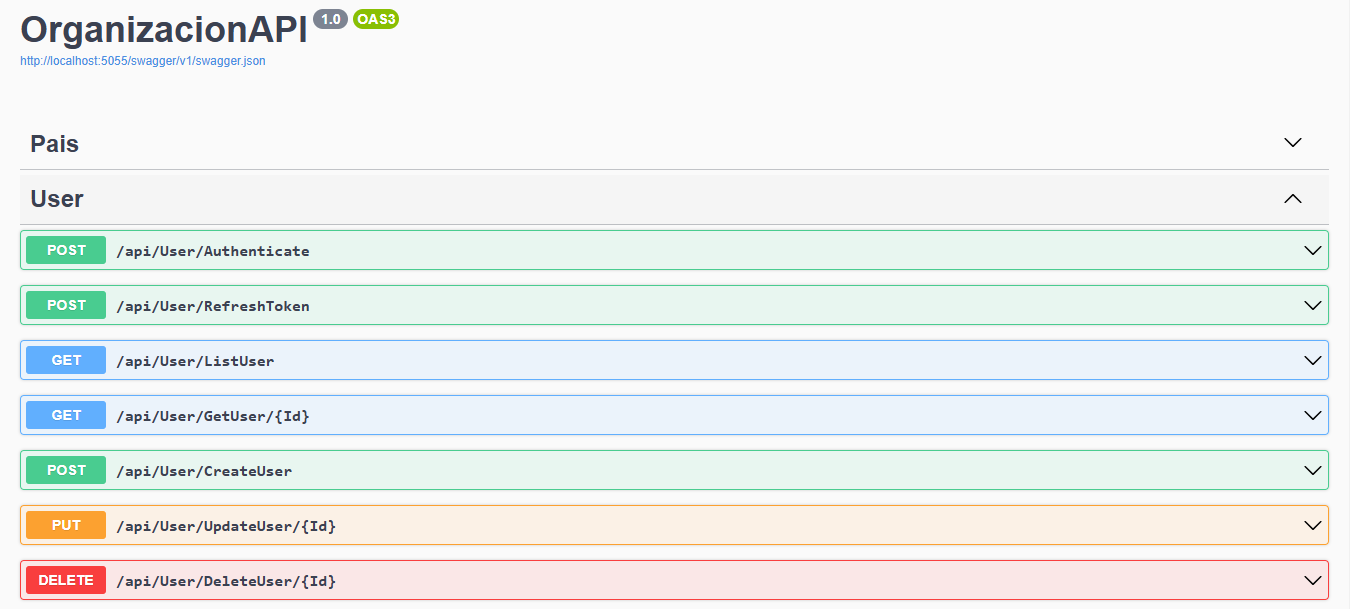 OrganizacionAPI 1.0 OAS3
http://localhost:5055/swagger/v1/swagger.json
Pais
User
POST /api/User/Authenticate
POST /api/User/RefreshToken
GET /api/User/ListUser
GET /api/User/GetUser/{Id}
POST /api/User/CreateUser
PUT /api/User/UpdateUser/{Id}
DELETE /api/User/DeleteUser/{Id}